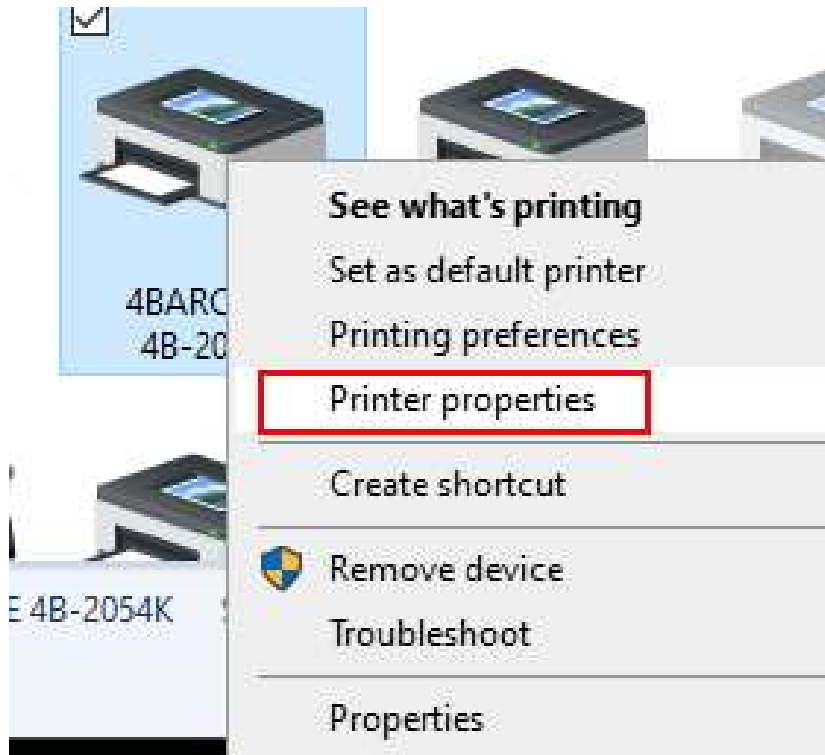 See what's printing
Set as default printer
4BARC
Printing preferences
4B-20
Printer properties
Create shortcut
Remove device
E 4B-2054K
Troubleshoot
Properties